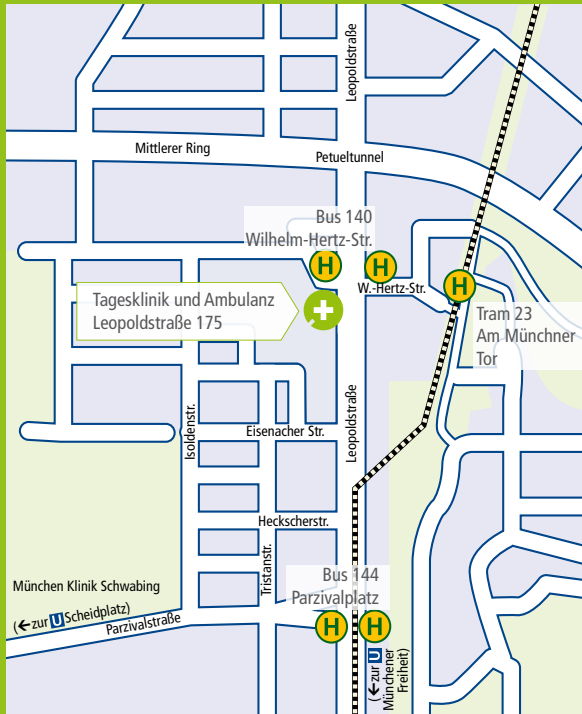 Leopoldstraße
Mittlerer Ring
Petueltunnel
Bus 140
Wilhelm-Hertz-Str.
H
H
W.-Hertz-Str.
H
Tagesklinik und Ambulanz
Leopoldstraße 175
Tram 23
Am Münchner
Tor
Isoldenstr.
Eisenacher Str.
Leopoldstraße
Heckscherstr.
Tristanstr.
Bus 144
Parzivalplatz
H
H
München Klinik Schwabing
(←zur U Scheidplatz)
Parzivalstraße
(←zur U
Münchener
Freiheit)